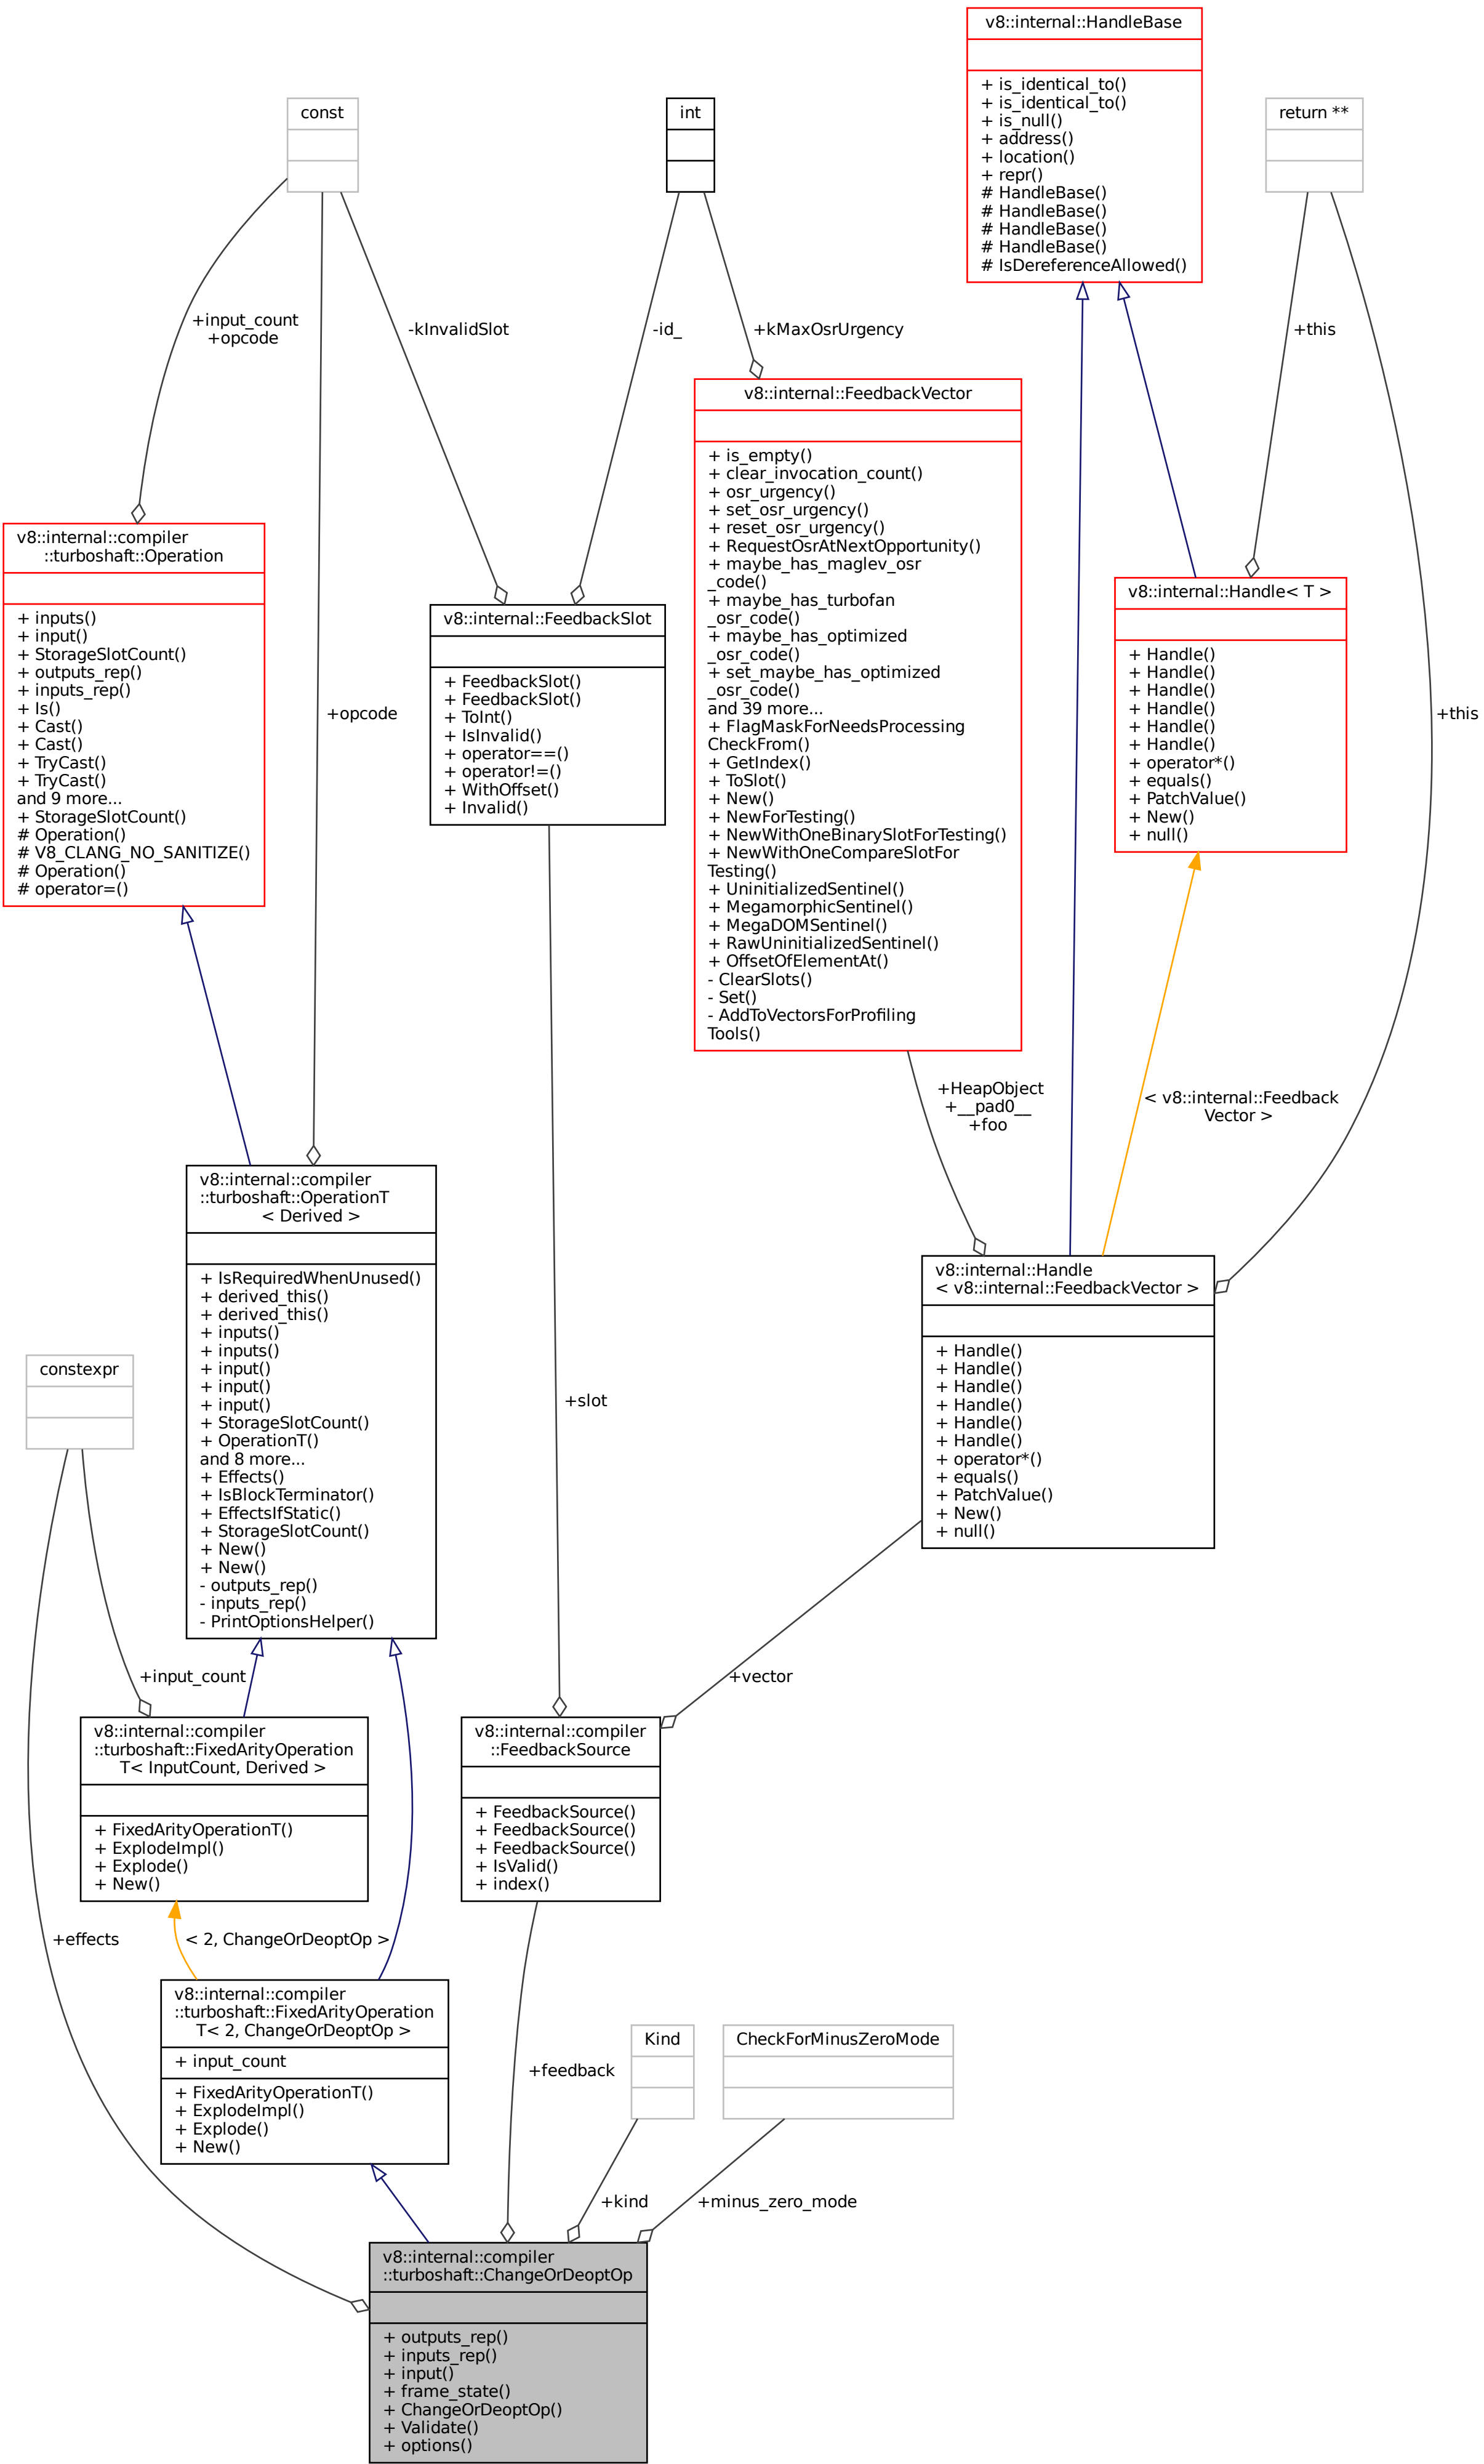 v8::internal::HandleBase
+ is_identical_to()
+ is_identical_to()
+ is_null()
+ address()
+ location()
+ repr()
# HandleBase()
# HandleBase()
# HandleBase()
# HandleBase()
# IsDereferenceAllowed()
const
int
return **
+input_count
+opcode
-kInvalidSlot
-id_
+kMaxOsrUrgency
+this
v8::internal::FeedbackVector
+ is_empty()
+ clear_invocation_count()
+ osr_urgency()
+ set_osr_urgency()
+ reset_osr_urgency()
+ RequestOsrAtNextOpportunity()
+ maybe_has_maglev_osr
_code()
+ maybe_has_turbofan
_osr_code()
+ maybe_has_optimized
_osr_code()
+ set_maybe_has_optimized
_osr_code()
and 39 more...
+ FlagMaskForNeedsProcessing
CheckFrom()
+ GetIndex()
+ ToSlot()
+ New()
+ NewForTesting()
+ NewWithOneBinarySlotForTesting()
+ NewWithOneCompareSlotFor
Testing()
+ UninitializedSentinel()
+ MegamorphicSentinel()
+ MegaDOMSentinel()
+ RawUninitializedSentinel()
+ OffsetOfElementAt()
- ClearSlots()
- Set()
- AddToVectorsForProfiling
Tools()
v8::internal::compiler
::turboshaft::Operation
+ inputs()
+ input()
+ StorageSlotCount()
+ outputs_rep()
+ inputs_rep()
+ Is()
+ Cast()
+ Cast()
+ TryCast()
+ TryCast()
and 9 more...
+ StorageSlotCount()
# Operation()
# V8_CLANG_NO_SANITIZE()
# Operation()
# operator=()
+opcode
v8::internal::FeedbackSlot
+ FeedbackSlot()
+ FeedbackSlot()
+ ToInt()
+ IsInvalid()
+ operator==()
+ operator!=()
+ WithOffset()
+ Invalid()
v8::internal::Handle< T >
+ Handle()
+ Handle()
+ Handle()
+ Handle()
+ Handle()
+ Handle()
+ operator*()
+ equals()
+ PatchValue()
+ New()
+ null()
+this
+HeapObject
+__pad0__
+foo
< v8::internal::Feedback
Vector >
v8::internal::compiler
::turboshaft::OperationT
< Derived >
+ IsRequiredWhenUnused()
+ derived_this()
+ derived_this()
+ inputs()
+ inputs()
+ input()
+ input()
+ input()
+ StorageSlotCount()
+ OperationT()
and 8 more...
+ Effects()
+ IsBlockTerminator()
+ EffectsIfStatic()
+ StorageSlotCount()
+ New()
+ New()
- outputs_rep()
- inputs_rep()
- PrintOptionsHelper()
v8::internal::Handle
< v8::internal::FeedbackVector >
+ Handle()
+ Handle()
+ Handle()
+ Handle()
+ Handle()
+ Handle()
+ operator*()
+ equals()
+ PatchValue()
+ New()
+ null()
constexpr
+slot
+input_count
+vector
v8::internal::compiler
::turboshaft::FixedArityOperation
T< InputCount, Derived >
+ FixedArityOperationT()
+ ExplodeImpl()
+ Explode()
+ New()
v8::internal::compiler
::FeedbackSource
+ FeedbackSource()
+ FeedbackSource()
+ FeedbackSource()
+ IsValid()
+ index()
+effects
< 2, ChangeOrDeoptOp >
v8::internal::compiler
::turboshaft::FixedArityOperation
T< 2, ChangeOrDeoptOp >
+ input_count
+ FixedArityOperationT()
+ ExplodeImpl()
+ Explode()
+ New()
+feedback
Kind
CheckForMinusZeroMode
+kind
+minus_zero_mode
v8::internal::compiler
::turboshaft::ChangeOrDeoptOp
+ outputs_rep()
+ inputs_rep()
+ input()
+ frame_state()
+ ChangeOrDeoptOp()
+ Validate()
+ options()